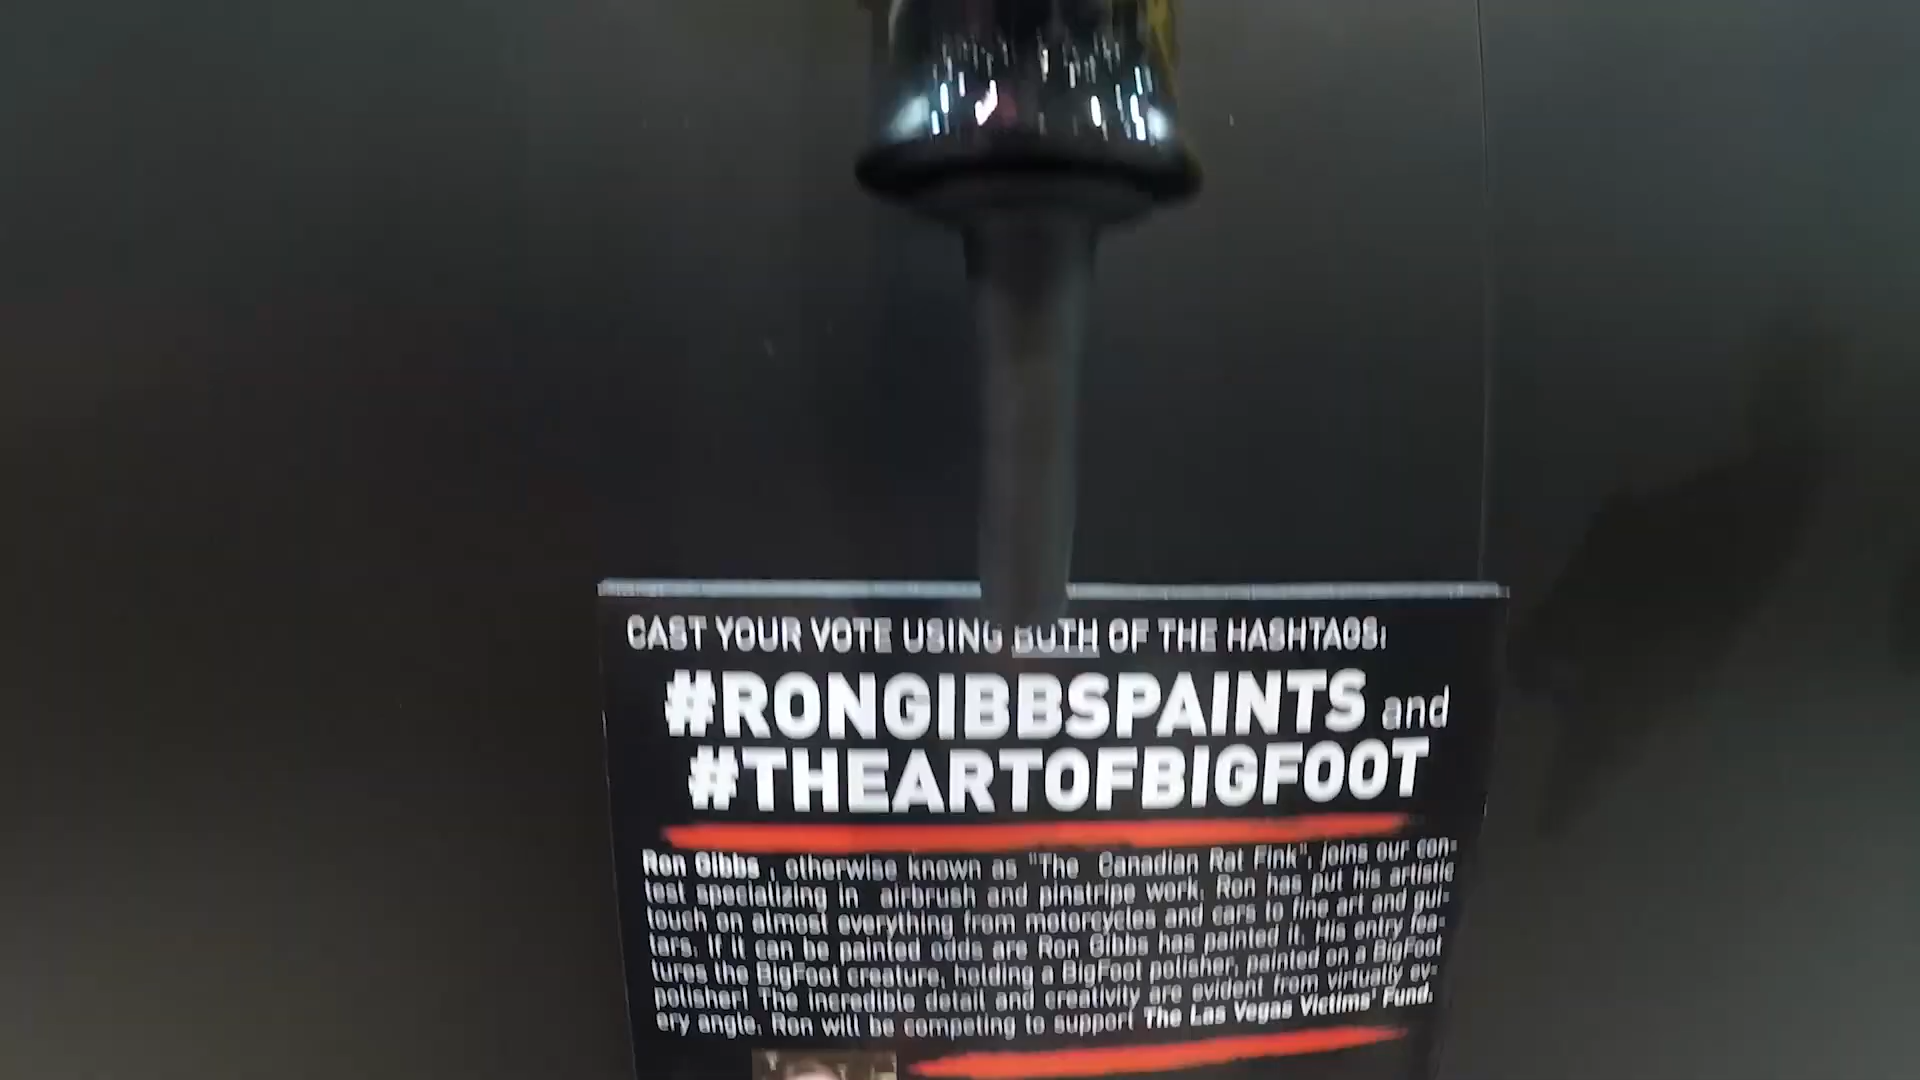 CAST YOUR VOTE USING BOTH OF THE HASHTAGS:
#RONGIBBSPAINTS and
#THEARTOFBIGFOOT
Ron Gibbs , otherwise known as "The Canadian Rat Fink", joins our con-
test specializing in airbrush and pinstripe work. Ron has put his artistic
touch on almost everything from motorcycles and cars to fine art and gui-
tars. If it can be painted odds are Ron Gibbs has painted it. His entry fea-
tures the BigFoot creature, holding a BigFoot polisher, painted on a BigFoot
polisher! The incredible detail and creativity are evident from virtually ev-
ery angle. Ron will be competing to support The Las Vegas Victims' Fund.